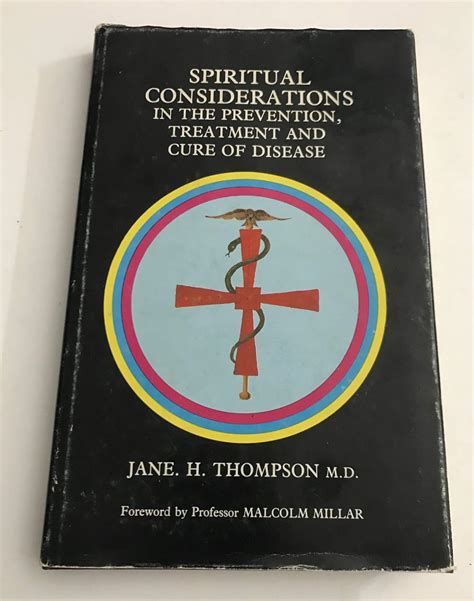 SPIRITUAL
CONSIDERATIONS
IN THE PREVENTION,
TREATMENT AND
CURE OF DISEASE
JANE. H. THOMPSON M.D.
Foreword by Professor MALCOLM MILLAR